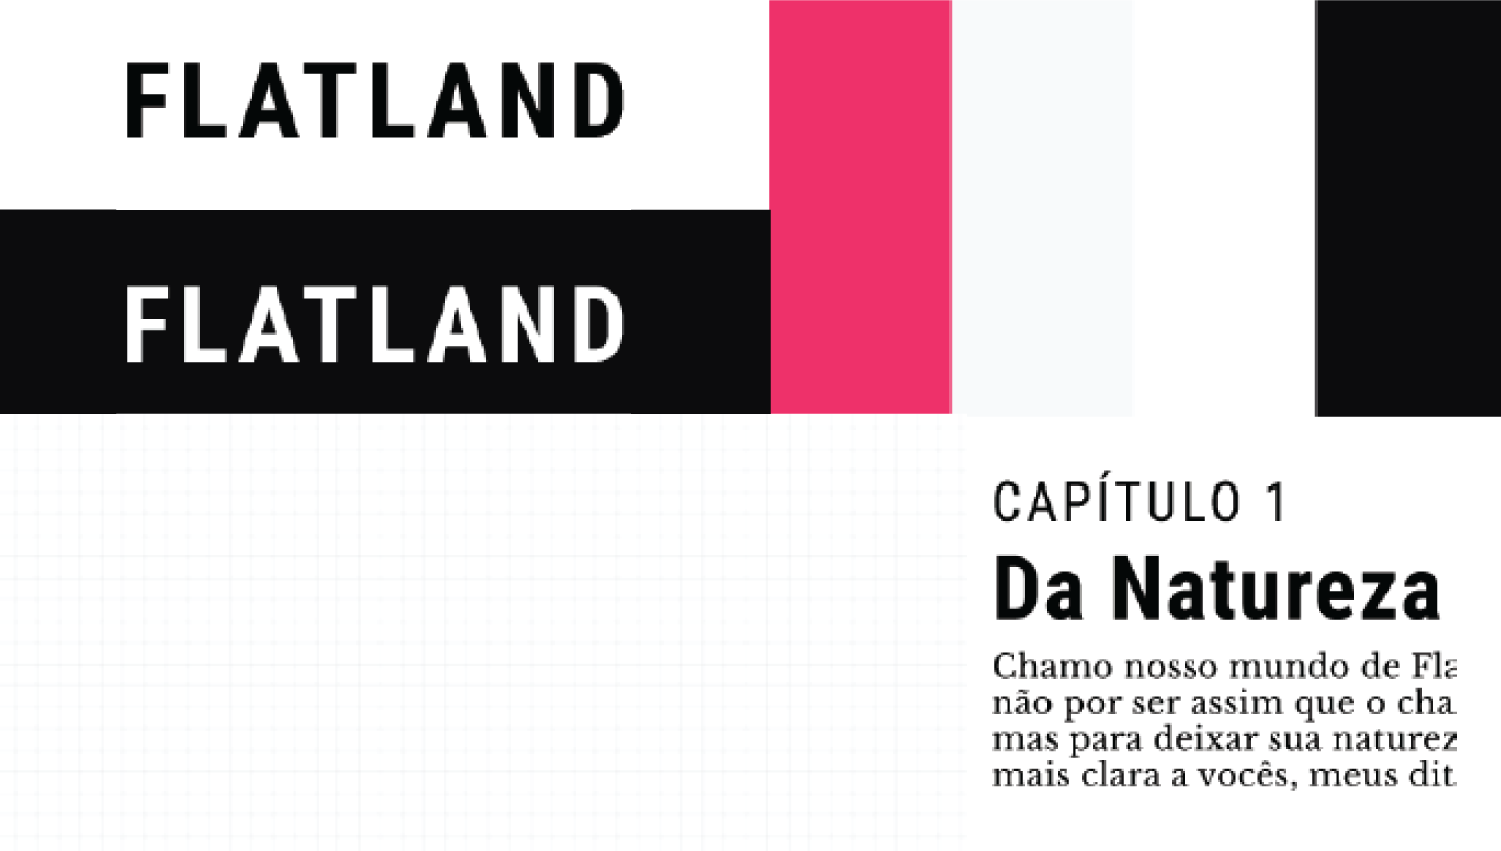 FLATLAND
FLATLAND
CAPÍTULO 1
Da Natureza
Chamo nosso mundo de Fla
não por ser assim que o cha
mas para deixar sua naturez
mais clara a vocês, meus dit